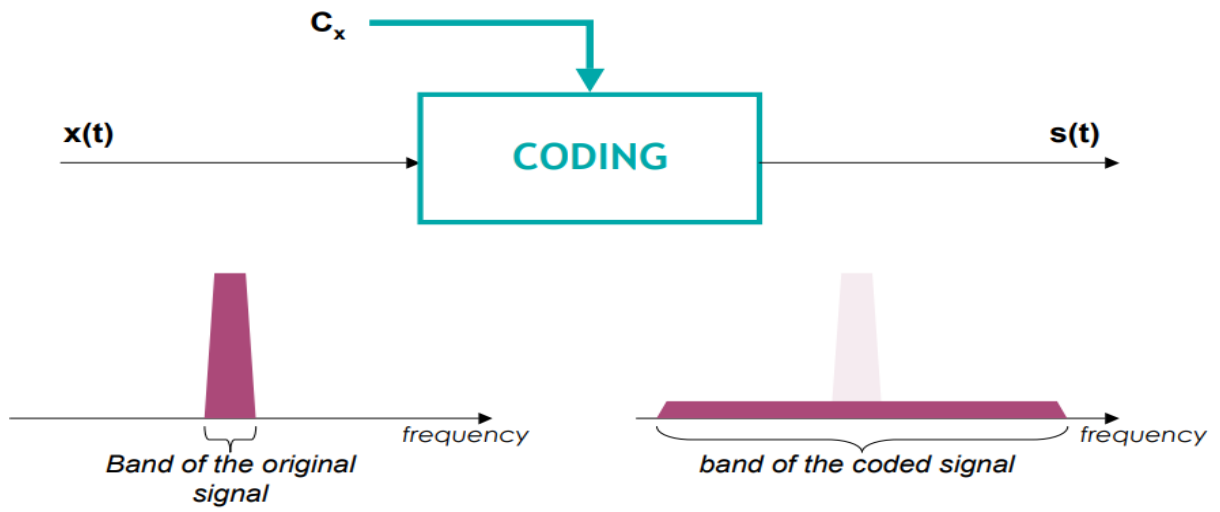 Cx
x(t)
CODING
s(t)
frequency
Band of the original
signal
frequency
band of the coded signal